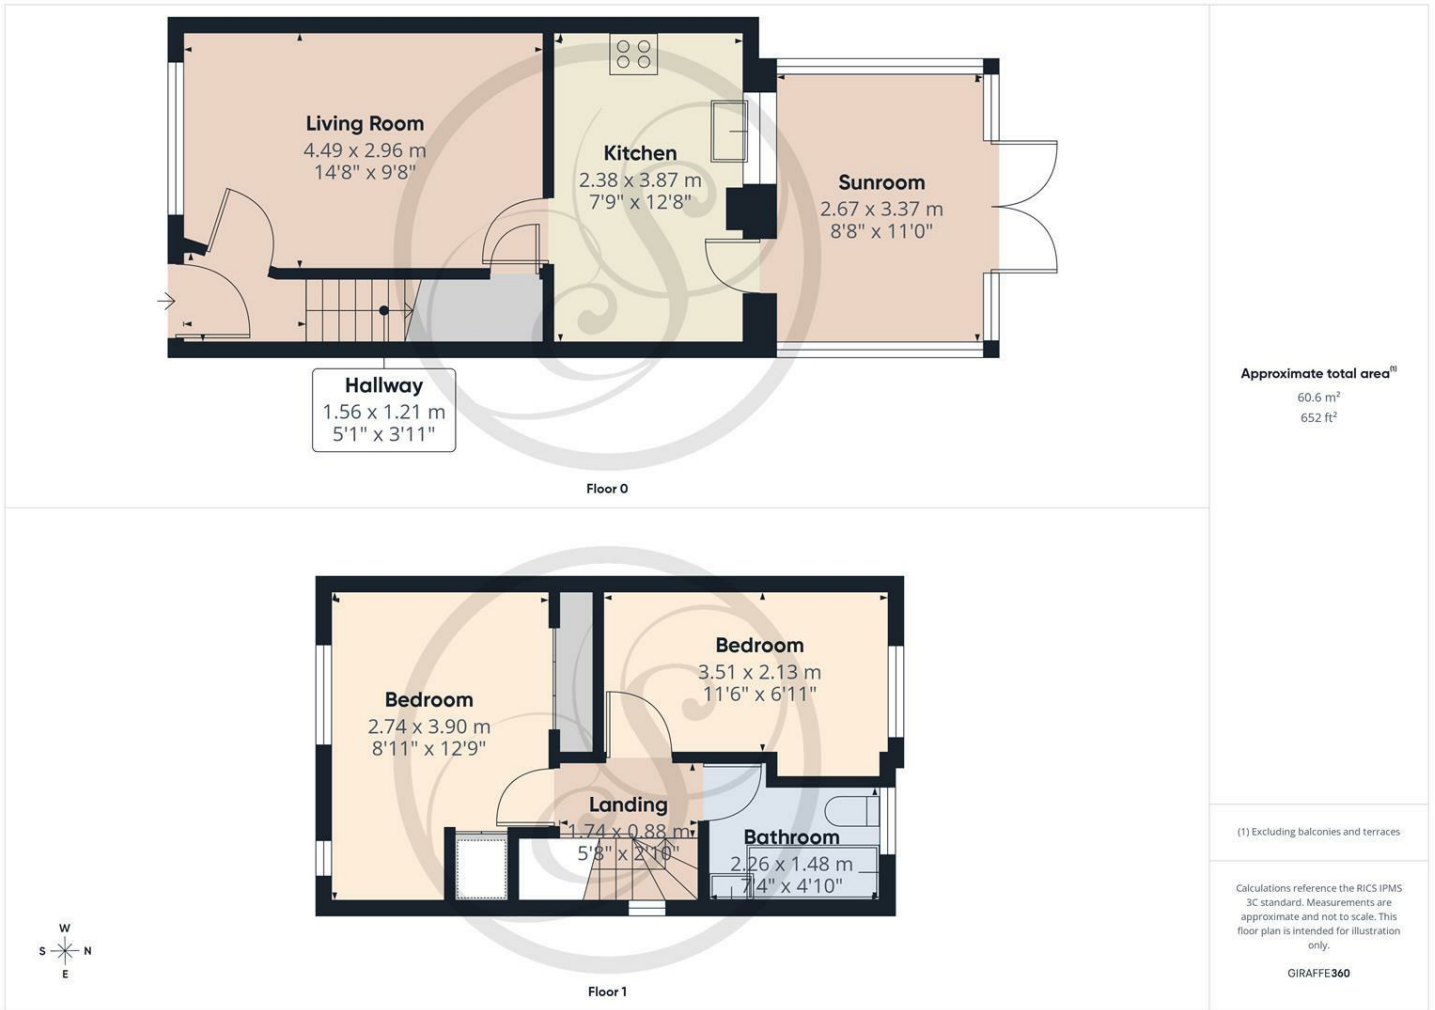 Living Room
4.49 x 2.96 m
14'8" x 9'8"
Kitchen
2.38 x 3.87 m
7'9" x 12'8"
Sunroom
2.67 x 3.37 m
8'8" x 11'0"
Hallway
1.56 x 1.21 m
5'1" x 3'11"
Floor 0
Approximate total area(1)
60.6 m²
652 ft²
Bedroom
2.74 x 3.90 m
8'11" x 12'9"
Bedroom
3.51 x 2.13 m
11'6" x 6'11"
Landing
1.74 x 0.88 m
5'8" x 2'10"
Bathroom
2.26 x 1.48 m
7'4" x 4'10"
W
S N
E
Floor 1
(1) Excluding balconies and terraces
Calculations reference the RICS IPMS
3C standard. Measurements are
approximate and not to scale. This
floor plan is intended for illustration
only.
GIRAFFE360